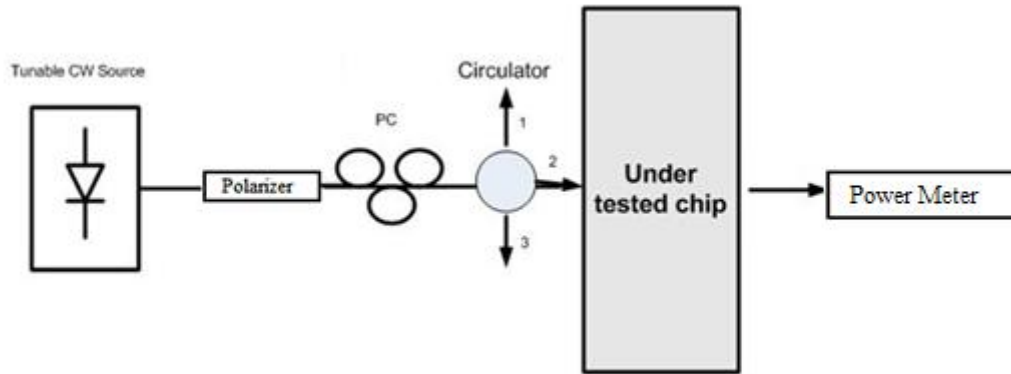 Tunable CW Source
Polarizer
PC
Circulator
1
2
3
Under
tested chip
Power Meter